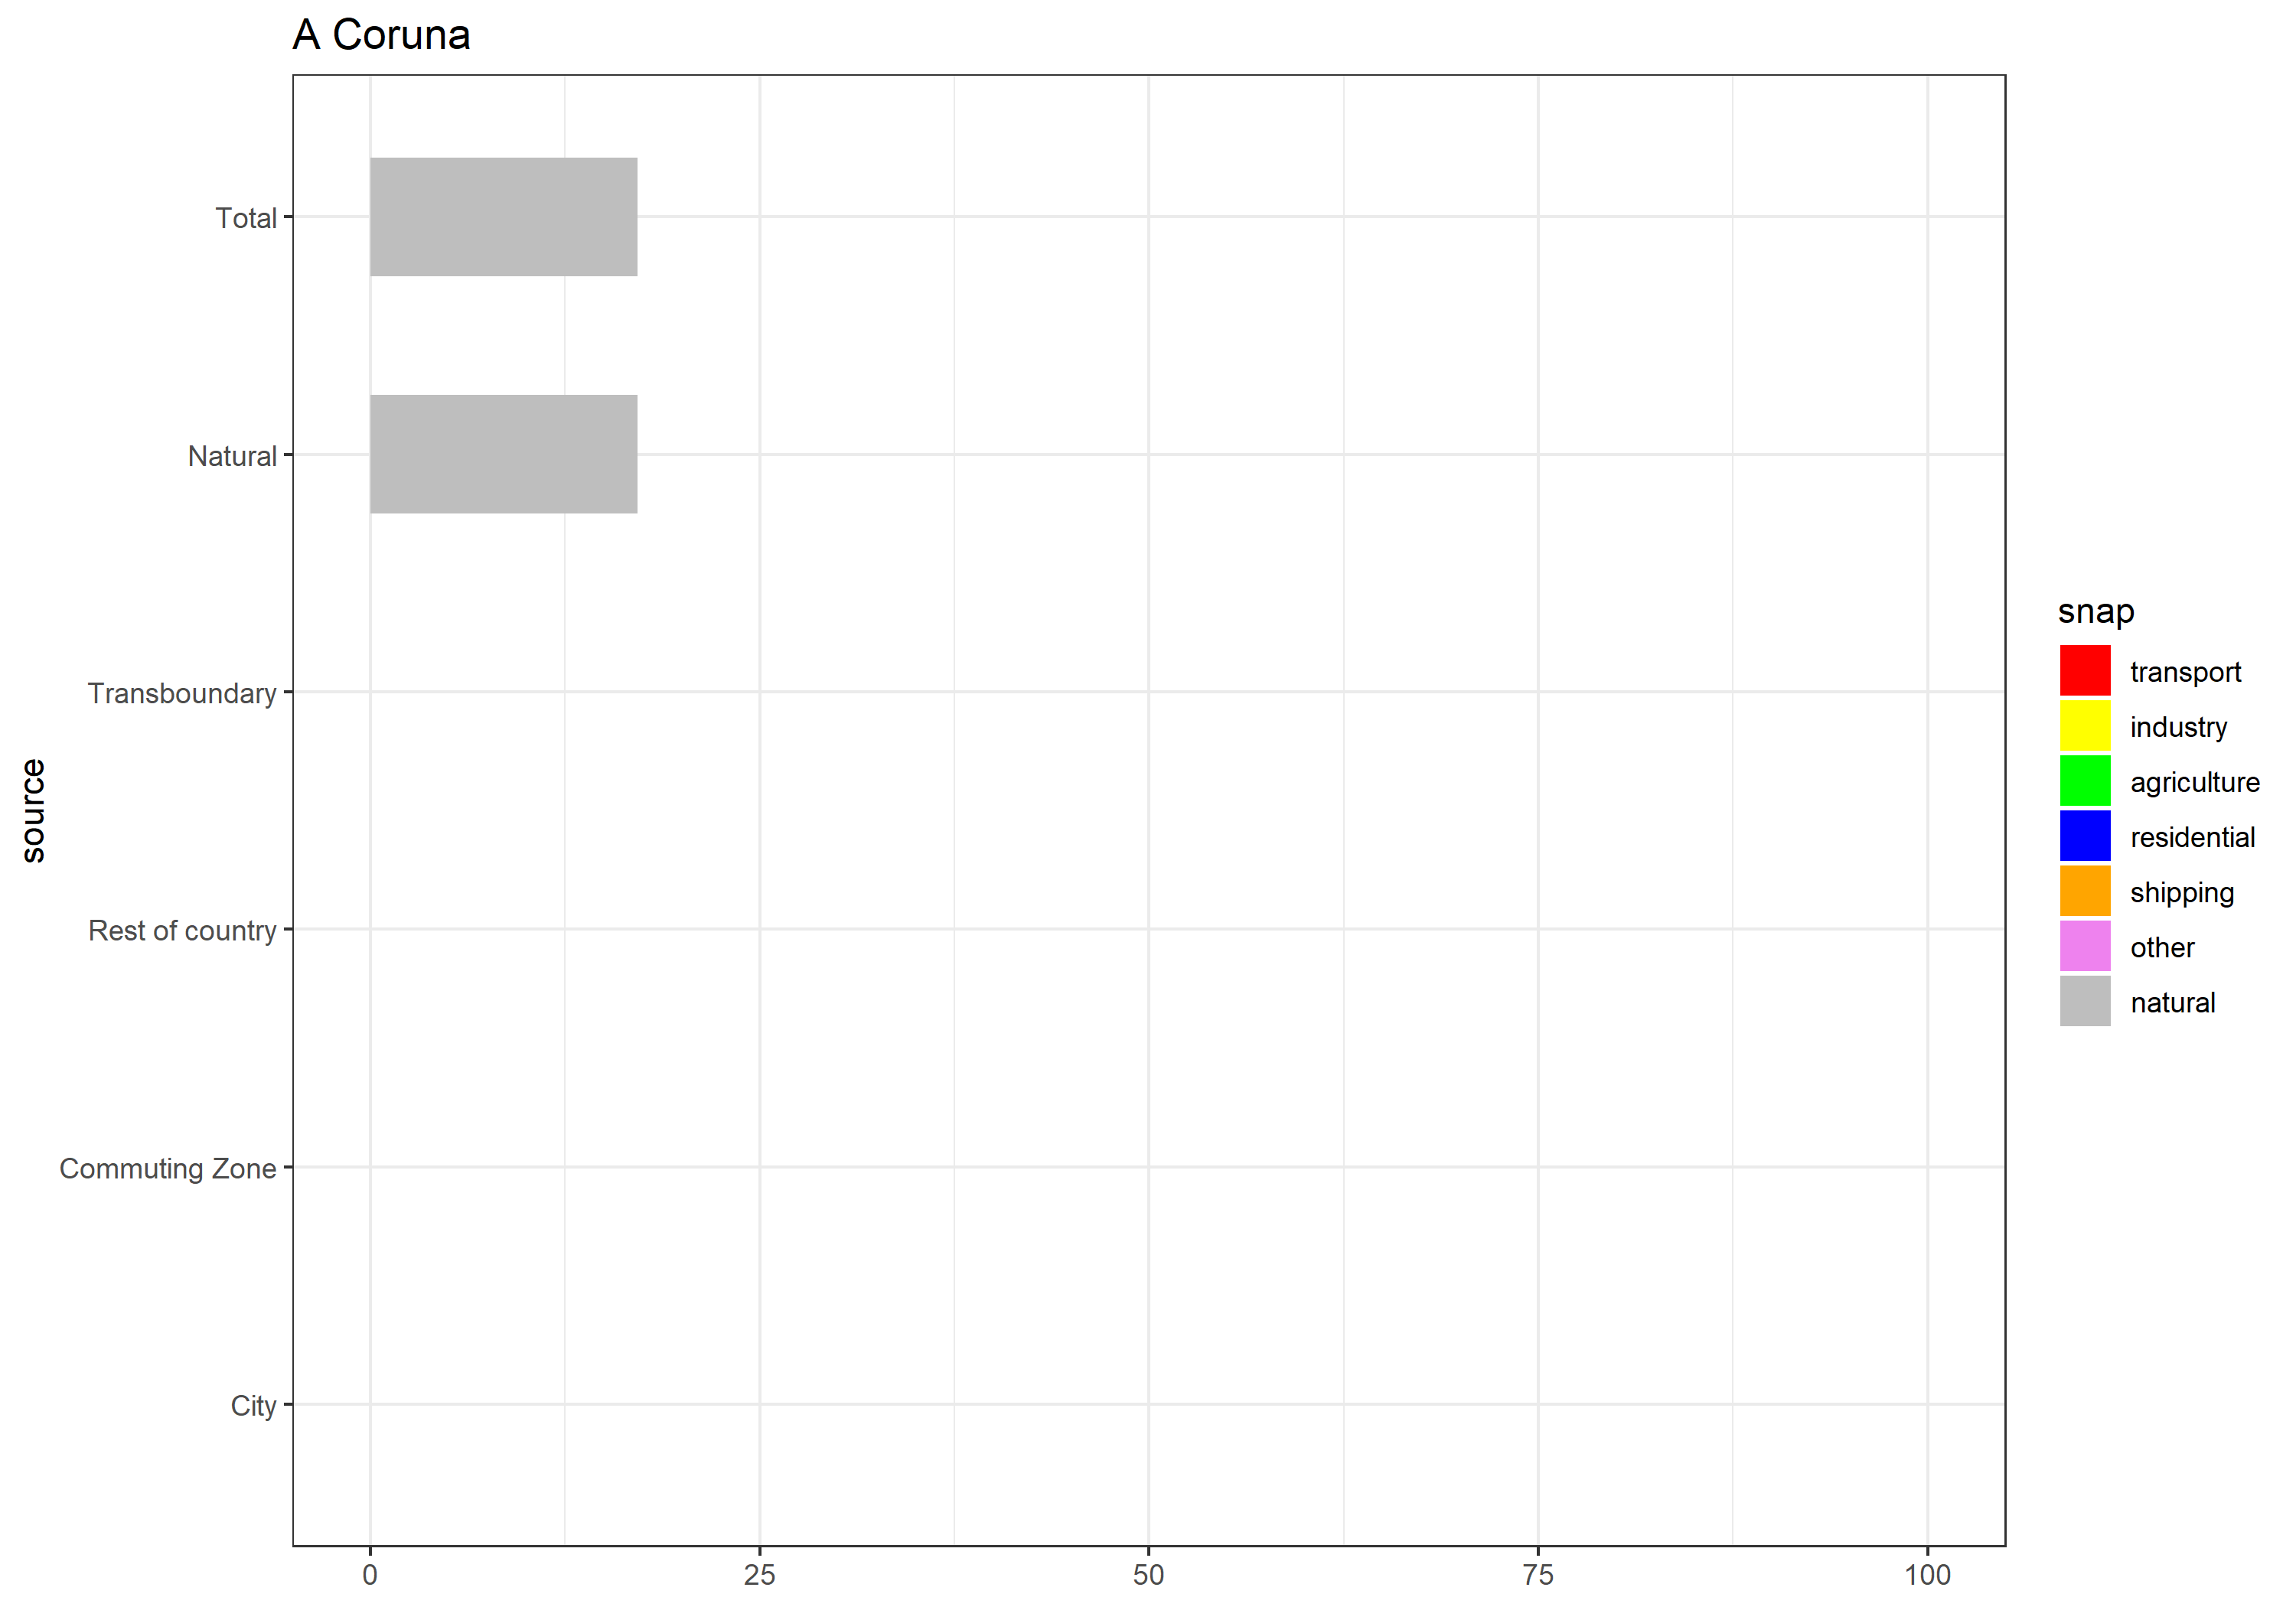 A Coruna
Total
Natural
Transboundary
Rest of country
Commuting Zone
City
source
0 25 50 75 100
snap
transport
industry
agriculture
residential
shipping
other
natural